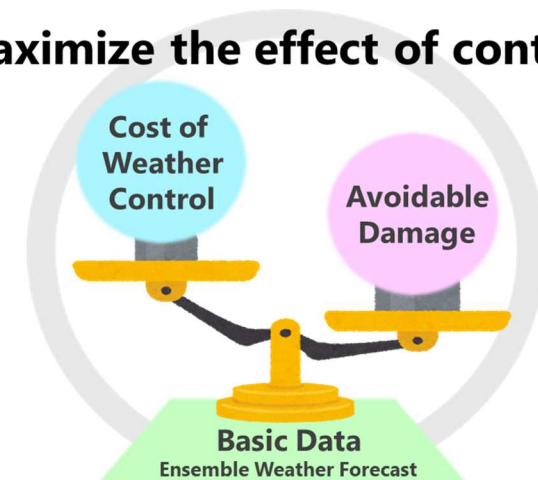 aximize the effect of cont
Cost of
Weather
Control
Avoidable
Damage
Basic Data
Ensemble Weather Forecast